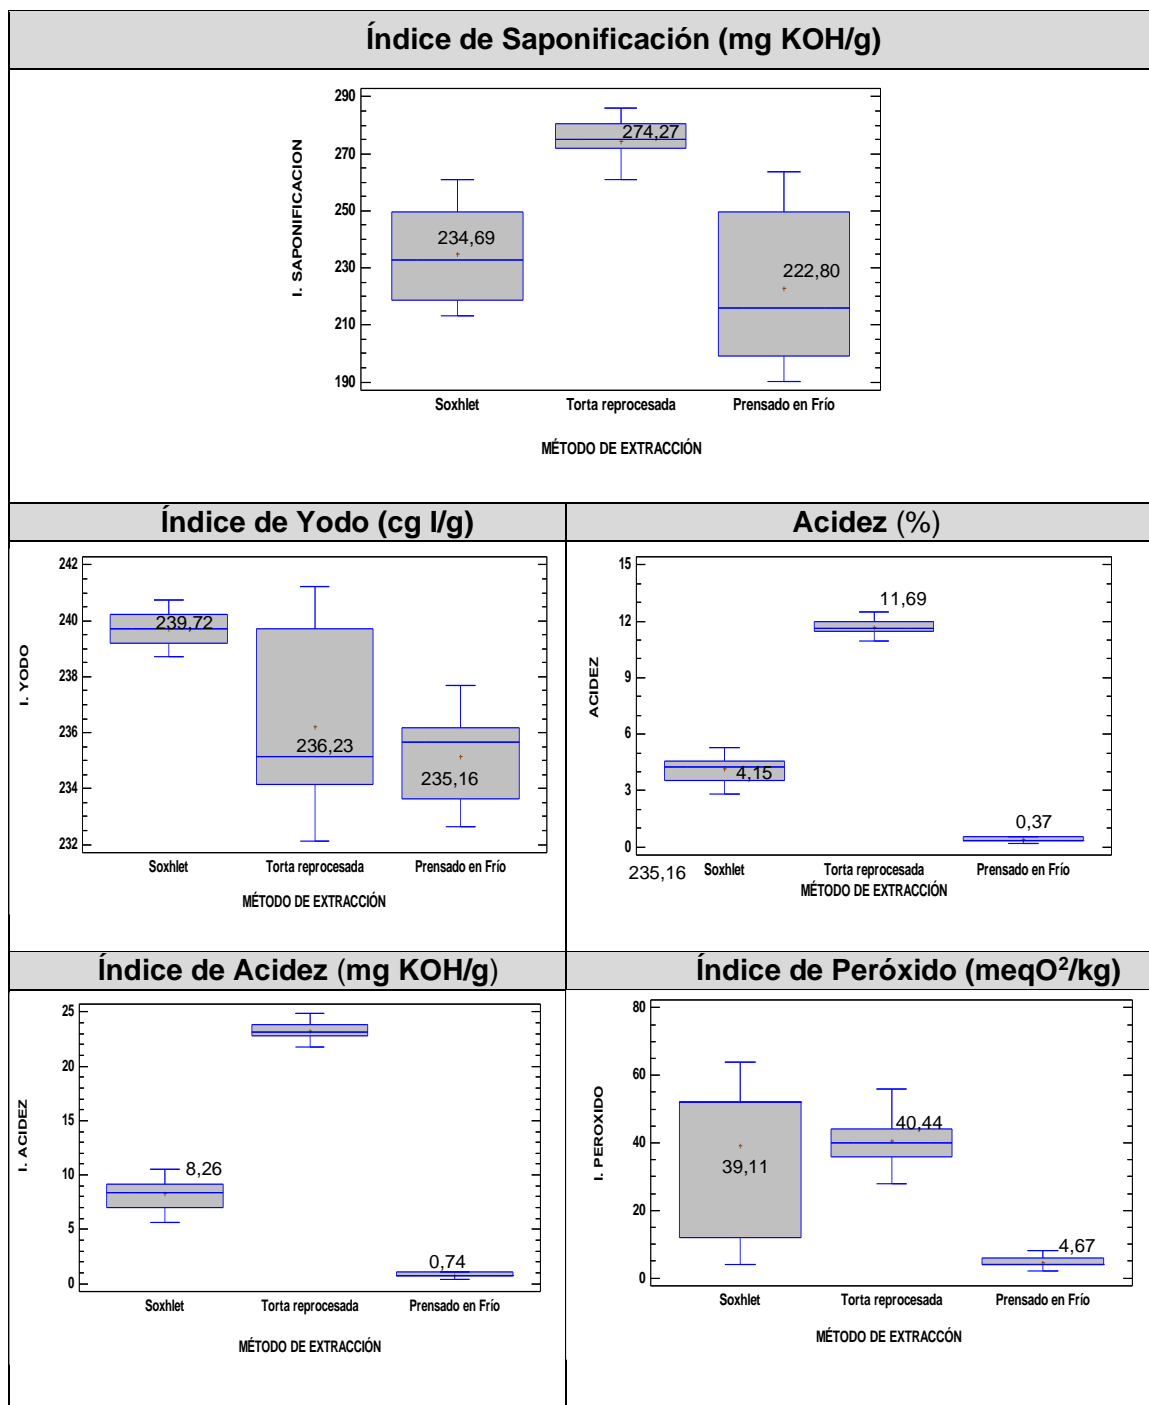 Índice de Saponificación (mg KOH/g)
290
270
250
230
210
190
I. SAPONIFICACION
234,69
274,27
222,80
Soxhlet Torta reprocesada Prensado en Frío
MÉTODO DE EXTRACCIÓN
Índice de Yodo (cg I/g)
242
240
238
236
234
232
I. YODO
239,72
236,23
235,16
Soxhlet Torta reprocesada Prensado en Frío
MÉTODO DE EXTRACCIÓN
Acidez (%)
15
12
9
6
3
0
ACIDEZ
11,69
4,15
0,37
235,16
Soxhlet Torta reprocesada Prensado en Frío
MÉTODO DE EXTRACCIÓN
Índice de Acidez (mg KOH/g)
25
20
15
10
5
0
I. ACIDEZ
8,26
0,74
Soxhlet Torta reprocesada Prensado en Frío
MÉTODO DE EXTRACCIÓN
Índice de Peróxido (meqO²/kg)
80
60
40
20
0
I. PEROXIDO
40,44
39,11
4,67
Soxhlet Torta reprocesada Prensado en Frío
MÉTODO DE EXTRACCÓN